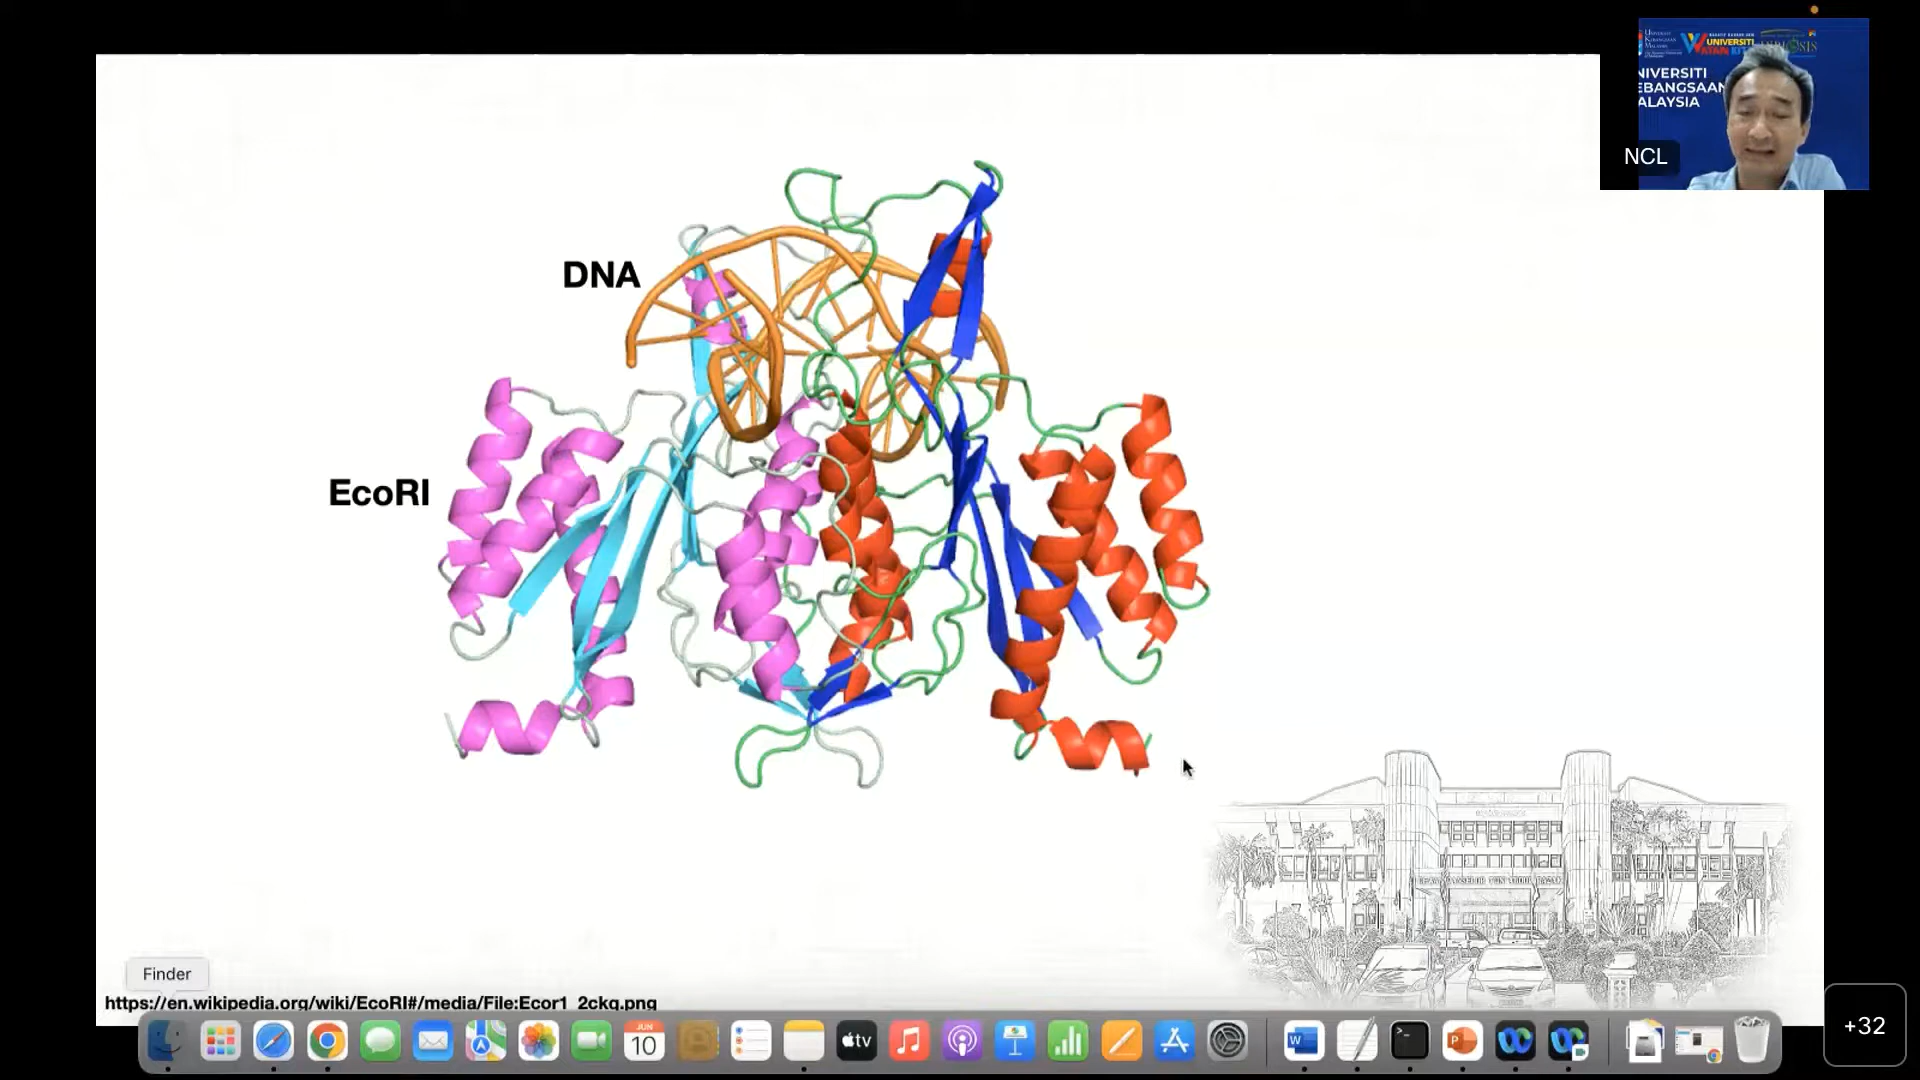 UNIVERSITI
NIVERSITI
EBANGSAAN
ALAYSIA
NCL
DNA
EcoRI
Finder
https://en.wikipedia.org/wiki/EcoRI#/media/File:Ecor1_2ckq.png
JUN
10
tv
W
P
+32